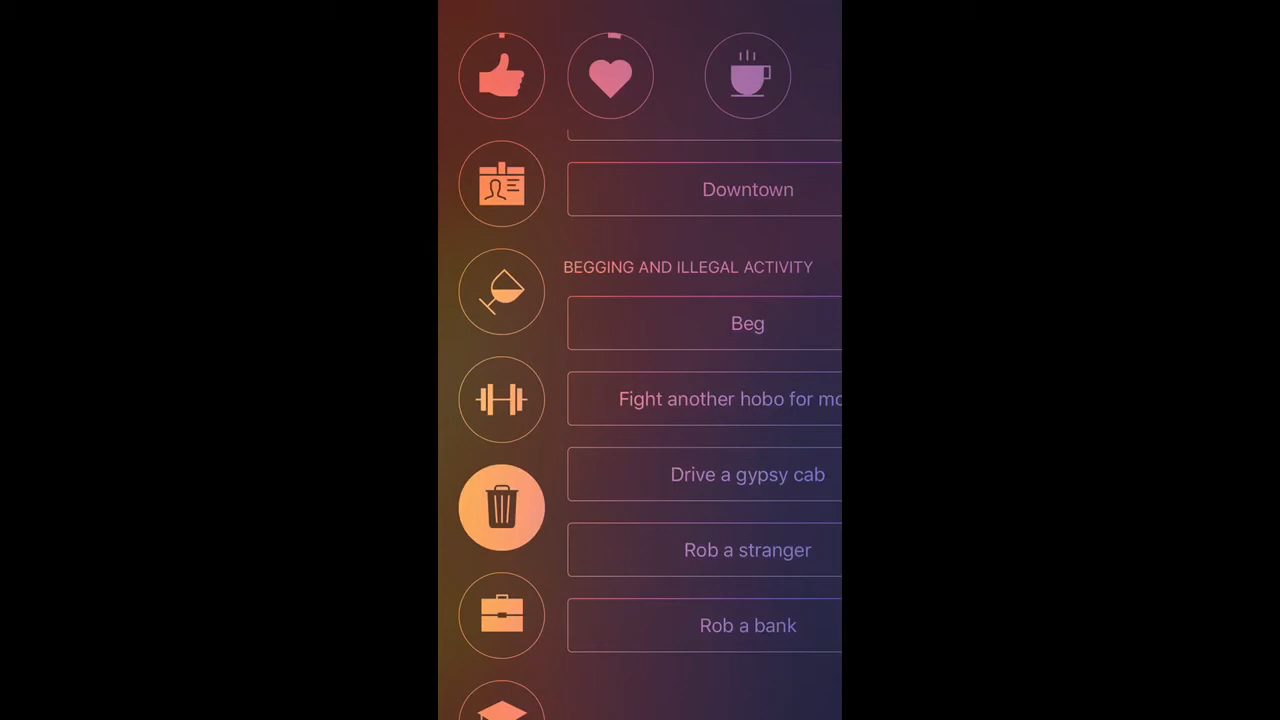 Downtown
BEGGING AND ILLEGAL ACTIVITY
Beg
Fight another hobo for
Drive a gypsy cab
Rob a stranger
Rob a bank